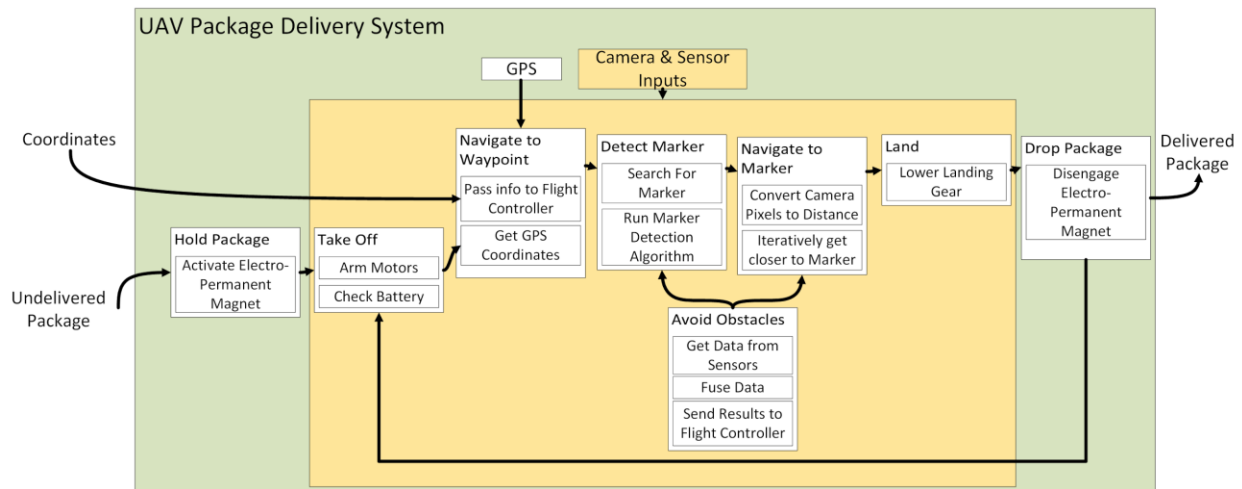 UAV Package Delivery System
GPS
Camera & Sensor
Inputs
Coordinates
Undelivered
Package
Hold Package
Activate Electro-
Permanent
Magnet
Take Off
Arm Motors
Check Battery
Navigate to
Waypoint
Pass info to Flight
Controller
Get GPS
Coordinates
Detect Marker
Search For
Marker
Run Marker
Detection
Algorithm
Navigate to
Marker
Convert Camera
Pixels to Distance
Iteratively get
closer to Marker
Avoid Obstacles
Get Data from
Sensors
Fuse Data
Send Results to
Flight Controller
Land
Lower Landing
Gear
Drop Package
Disengage
Electro-
Permanent
Magnet
Delivered
Package